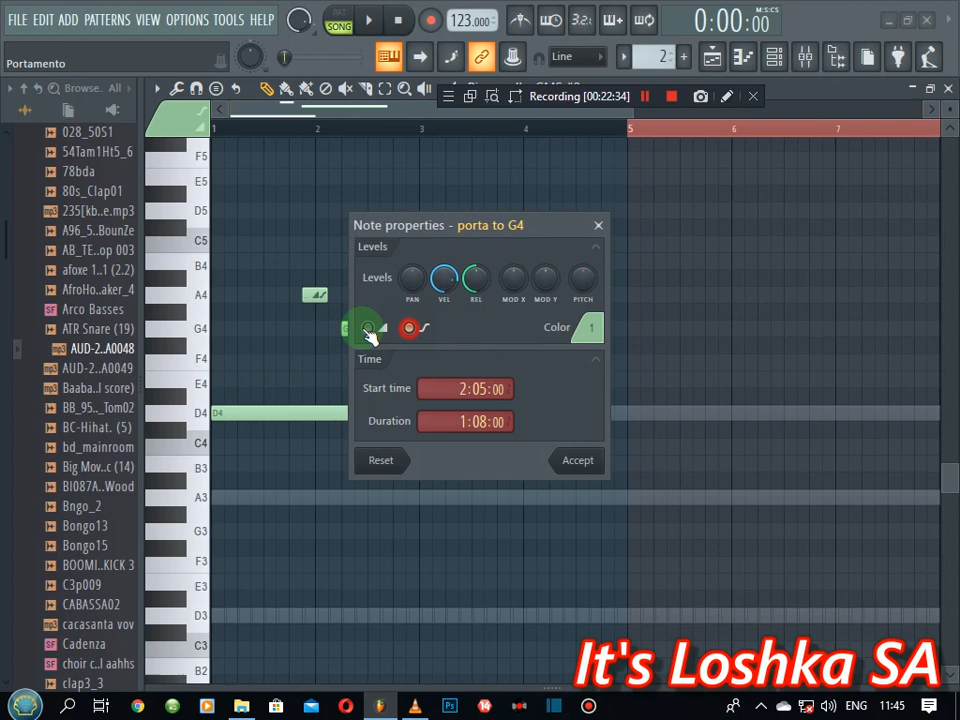 FILE EDIT ADD PATTERNS VIEW OPTIONS TOOLS HELP
PAT
SONG
123.000
3.2
0:00:00
M:S:CS
Portamento
Line
2
Browse..
All
Recording [00:22:34]
1 2 3 4 5 6 7
028_50S1
54Tam1Ht5_6
78bda
80s_Clap01
235[kb..e.mp3
A96_5..BounZe
AB_TE..op 003
afoxe 1..1 (2.2)
AfroHo..aker_4
Arco Basses
ATR Snare (19)
AUD-2..A0048
AUD-2..A0049
Baaba..l score)
BB_95.._Tom02
BC-Hihat. (5)
bd_mainroom
Big Mov..c (14)
BI087A..Wood
Bngo_2
Bongo13
Bongo15
BOOMI..KICK 3
C3p009
CABASSA02
cacasanta vov
Cadenza
choir c..l aahhs
clap3_3
F5
E5
D5
C5
B4
A4
G4
F4
E4
D4
C4
B3
A3
G3
F3
E3
D3
C3
B2
D4
Note properties - porta to G4
Levels
Levels
PAN VEL REL MOD X MOD Y PITCH
Color
1
Time
Start time
2:05:00
Duration
1:08:00
Reset
Accept
It's Loshka SA
Ps
14
ENG
11:45